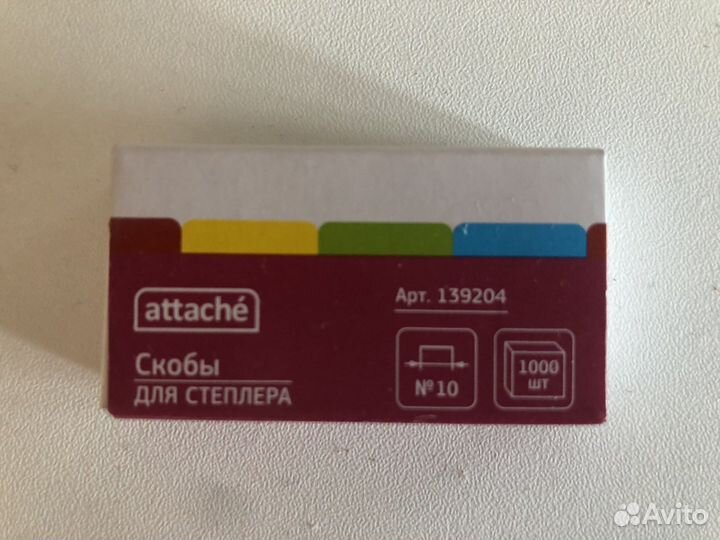 attaché
Скобы
ДЛЯ СТЕПЛЕРА
Арт. 139204
№10
1000
шт
Avito